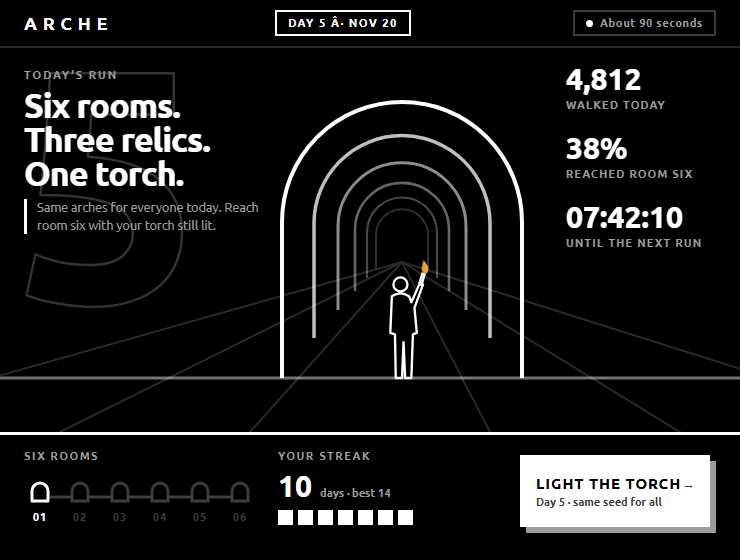 ARCHE
DAY 5 Â· NOV 20
About 90 seconds
5
TODAY'S RUN
Six rooms.
Three relics.
One torch.
Same arches for everyone today. Reach
room six with your torch still lit.
4,812
WALKED TODAY
38%
REACHED ROOM SIX
07:42:10
UNTIL THE NEXT RUN
SIX ROOMS
01 02 03 04 05 06
YOUR STREAK
10 days · best 14
LIGHT THE TORCH→
Day 5 · same seed for all